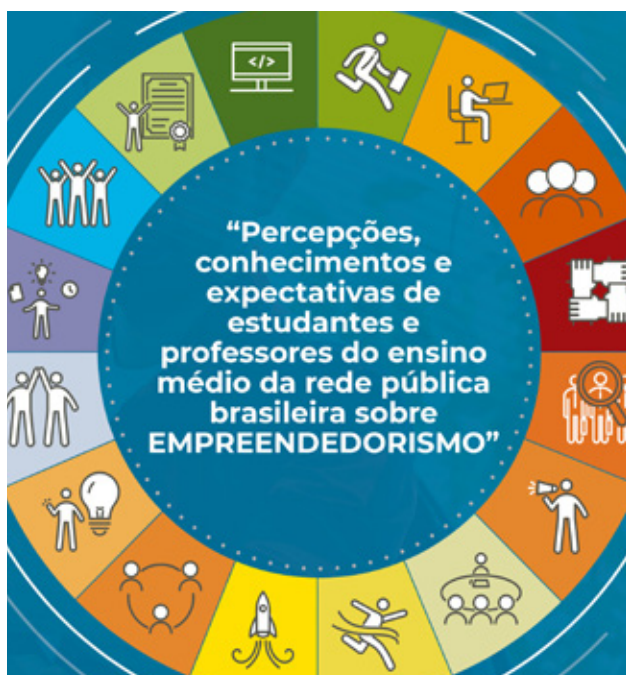 </>
“Percepções,
conhecimentos e
expectativas de
estudantes e
professores do ensino
médio da rede pública
brasileira sobre
EMPREENDEDORISMO”